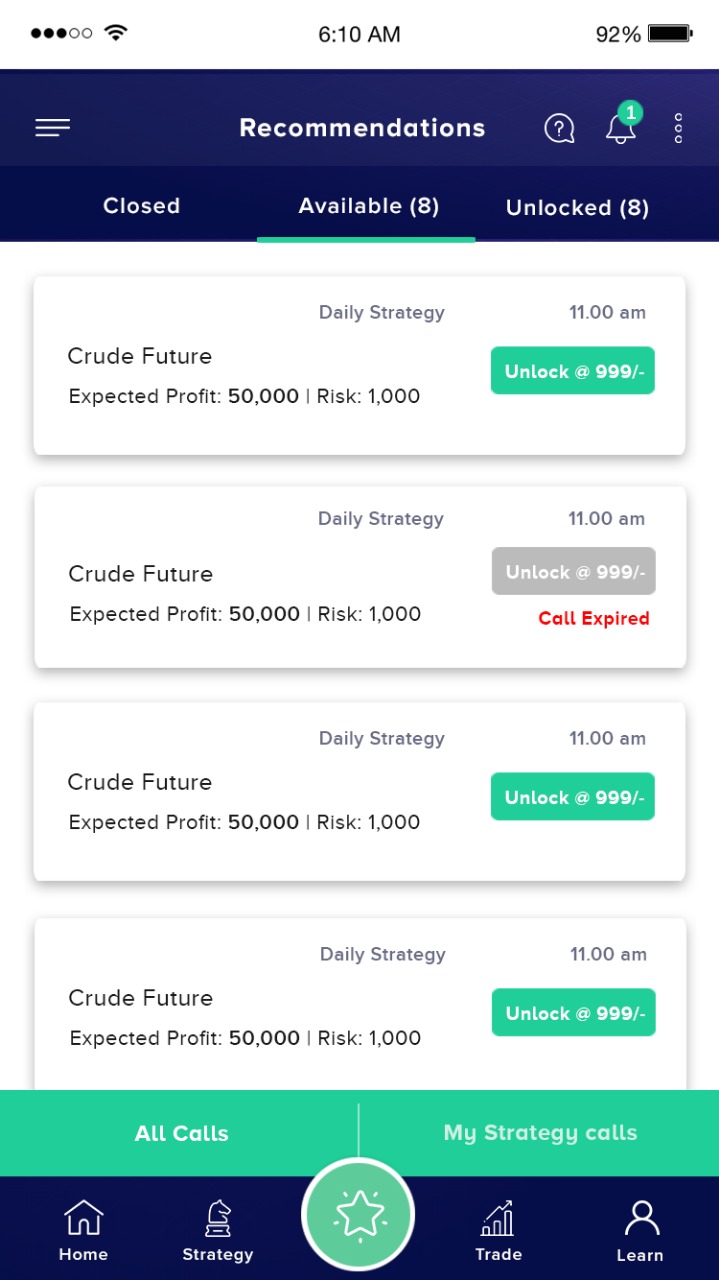 6:10 AM 92%
Recommendations 1
Closed Available (8) Unlocked (8)
Daily Strategy 11.00 am
Crude Future
Unlock @ 999/-
Expected Profit: 50,000 | Risk: 1,000
Daily Strategy 11.00 am
Crude Future
Unlock @ 999/-
Expected Profit: 50,000 | Risk: 1,000
Call Expired
Daily Strategy 11.00 am
Crude Future
Unlock @ 999/-
Expected Profit: 50,000 | Risk: 1,000
Daily Strategy 11.00 am
Crude Future
Unlock @ 999/-
Expected Profit: 50,000 | Risk: 1,000
All Calls My Strategy calls
Home Strategy Trade Learn